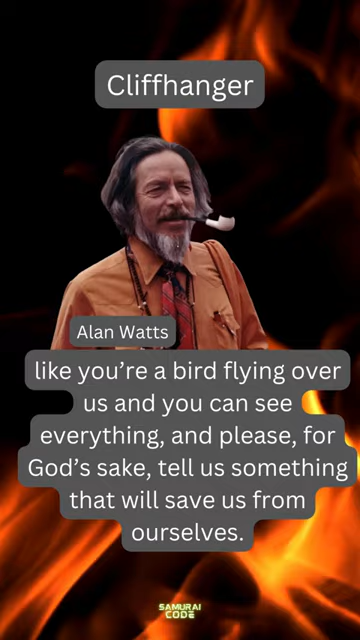 Cliffhanger
Alan Watts
like you’re a bird flying over
us and you can see
everything, and please, for
God’s sake, tell us something
that will save us from
ourselves.
SAMURAI
CODE